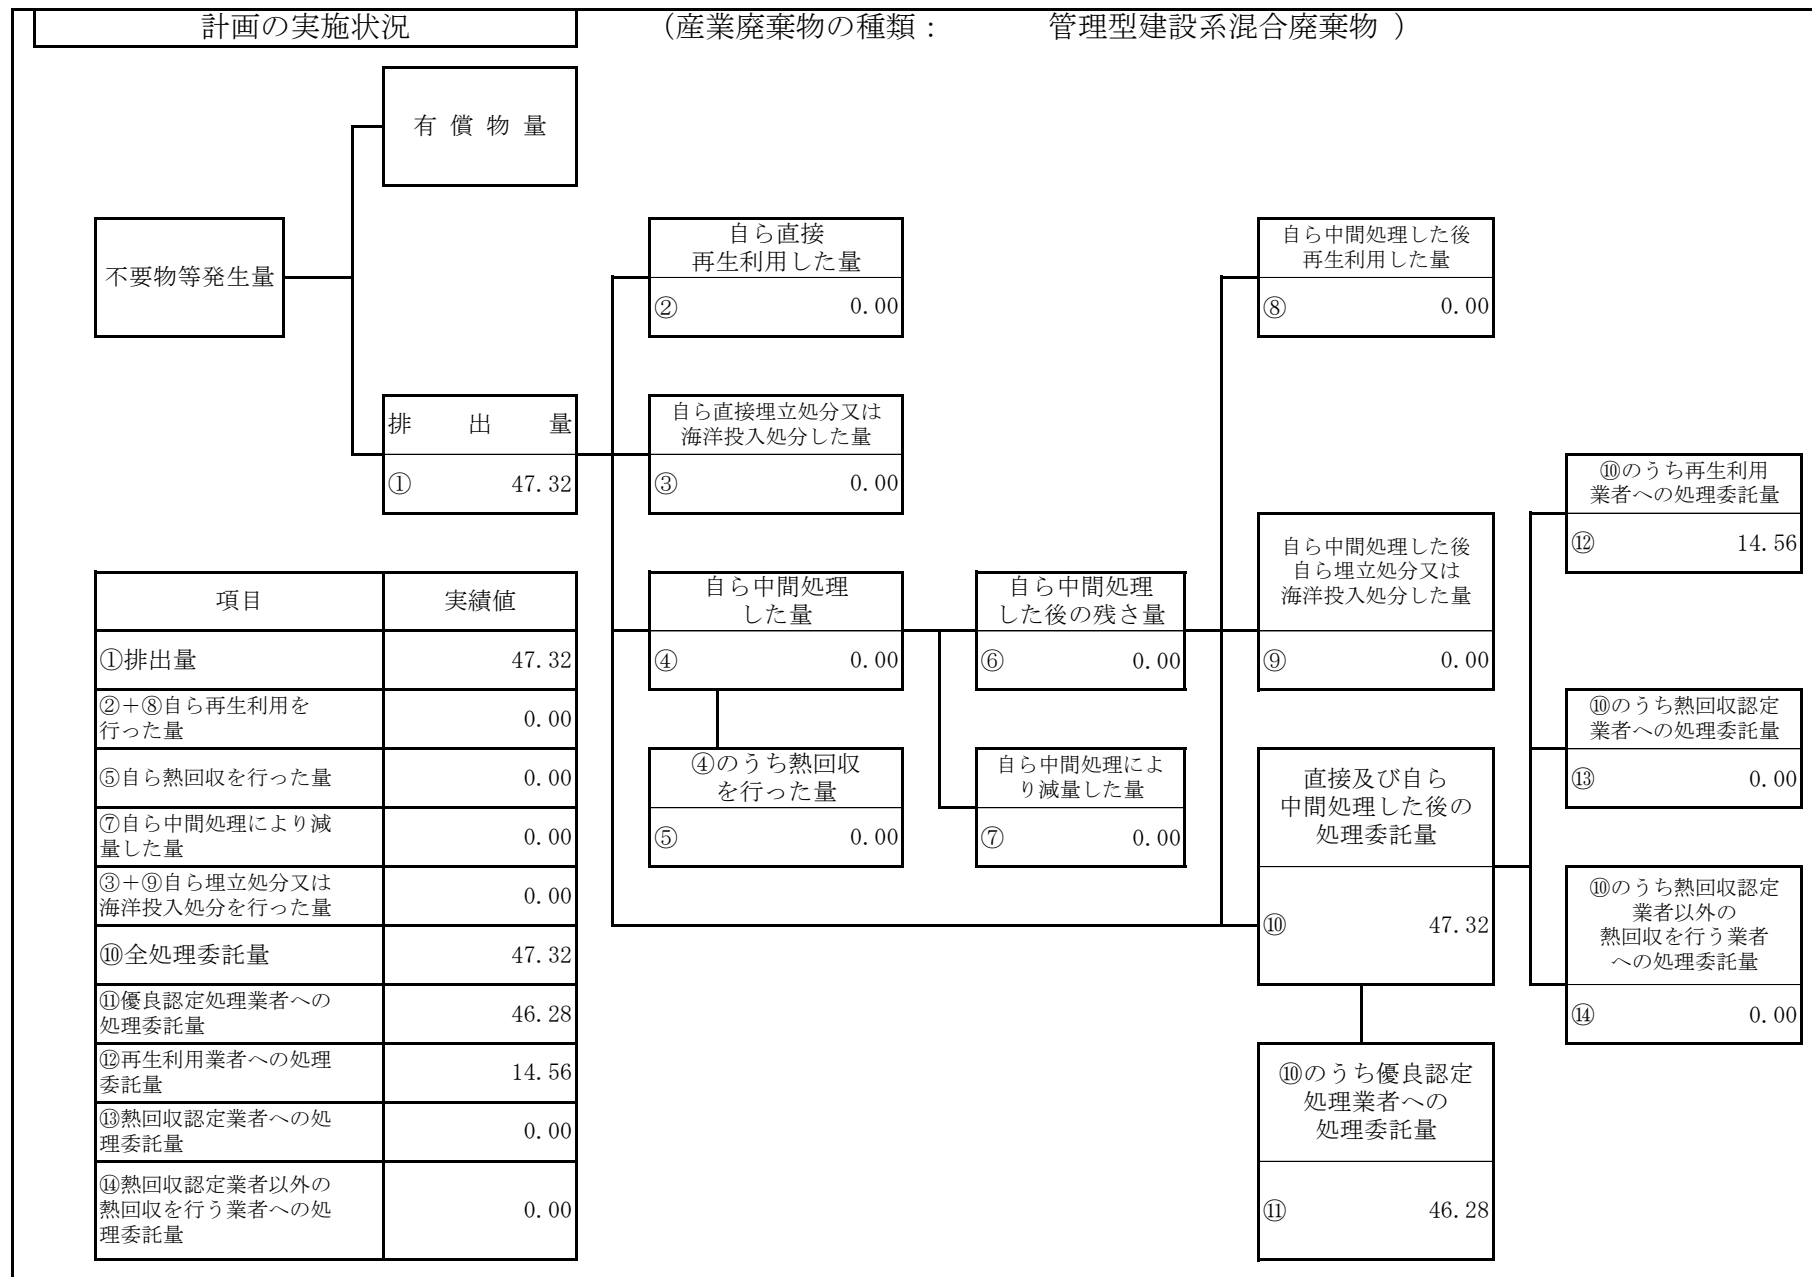 計画の実施状況
（産業廃棄物の種類： 管理型建設系混合廃棄物 ）
有 償 物 量
不要物等発生量
自ら直接
再生利用した量
② 0.00
自ら中間処理した後
再生利用した量
⑧ 0.00
排 出 量
① 47.32
自ら直接埋立処分又は
海洋投入処分した量
③ 0.00
⑩のうち再生利用
業者への処理委託量
⑫ 14.56
自ら中間処理した後
自ら埋立処分又は
海洋投入処分した量
⑨ 0.00
自ら中間処理
した量
④ 0.00
自ら中間処理
した後の残さ量
⑥ 0.00
⑩のうち熱回収認定
業者への処理委託量
⑬ 0.00
④のうち熱回収
を行った量
⑤ 0.00
自ら中間処理によ
り減量した量
⑦ 0.00
直接及び自ら
中間処理した後の
処理委託量
⑩ 47.32
⑩のうち熱回収認定
業者以外の
熱回収を行う業者
への処理委託量
⑭ 0.00
⑩のうち優良認定
処理業者への
処理委託量
⑪ 46.28
項目 実績値
①排出量 47.32
②＋⑧自ら再生利用を
行った量 0.00
⑤自ら熱回収を行った量 0.00
⑦自ら中間処理により減
量した量 0.00
③＋⑨自ら埋立処分又は
海洋投入処分を行った量 0.00
⑩全処理委託量 47.32
⑪優良認定処理業者への
処理委託量 46.28
⑫再生利用業者への処理
委託量 14.56
⑬熱回収認定業者への処
理委託量 0.00
⑭熱回収認定業者以外の
熱回収を行う業者への処
理委託量 0.00